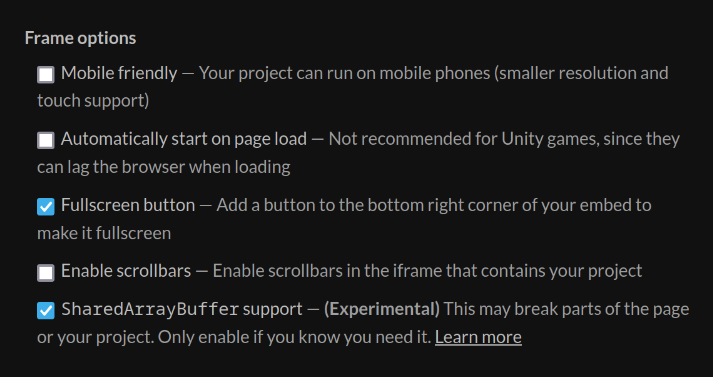 Frame options
Mobile friendly — Your project can run on mobile phones (smaller resolution and
touch support)
Automatically start on page load — Not recommended for Unity games, since they
can lag the browser when loading
Fullscreen button — Add a button to the bottom right corner of your embed to
make it fullscreen
Enable scrollbars — Enable scrollbars in the iframe that contains your project
SharedArrayBuffer support — (Experimental) This may break parts of the page
or your project. Only enable if you know you need it. Learn more